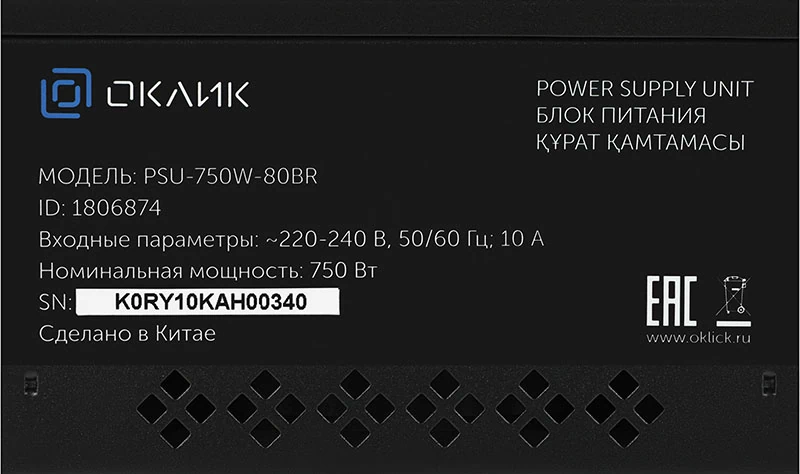 ОКЛИК
POWER SUPPLY UNIT
БЛОК ПИТАНИЯ
ҚҰРАТ ҚАМТАМАСЫ
МОДЕЛЬ: PSU-750W-80BR
ID: 1806874
Входные параметры: ~220-240 В, 50/60 Гц; 10 А
Номинальная мощность: 750 Вт
SN: K0RY10KAH00340
Сделано в Китае
EAC
www.oklick.ru